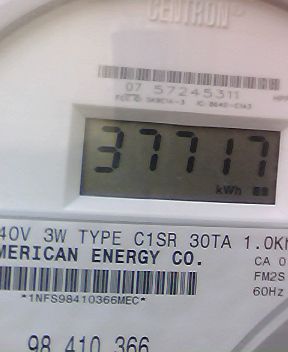 CENTRON
07 57245311
37717
kWh
40V 3W TYPE C1SR 30TA 1.0K
MERICAN ENERGY CO.
CA 0
FM2S
60Hz
*1NFS98410366MEC*
98 410 366